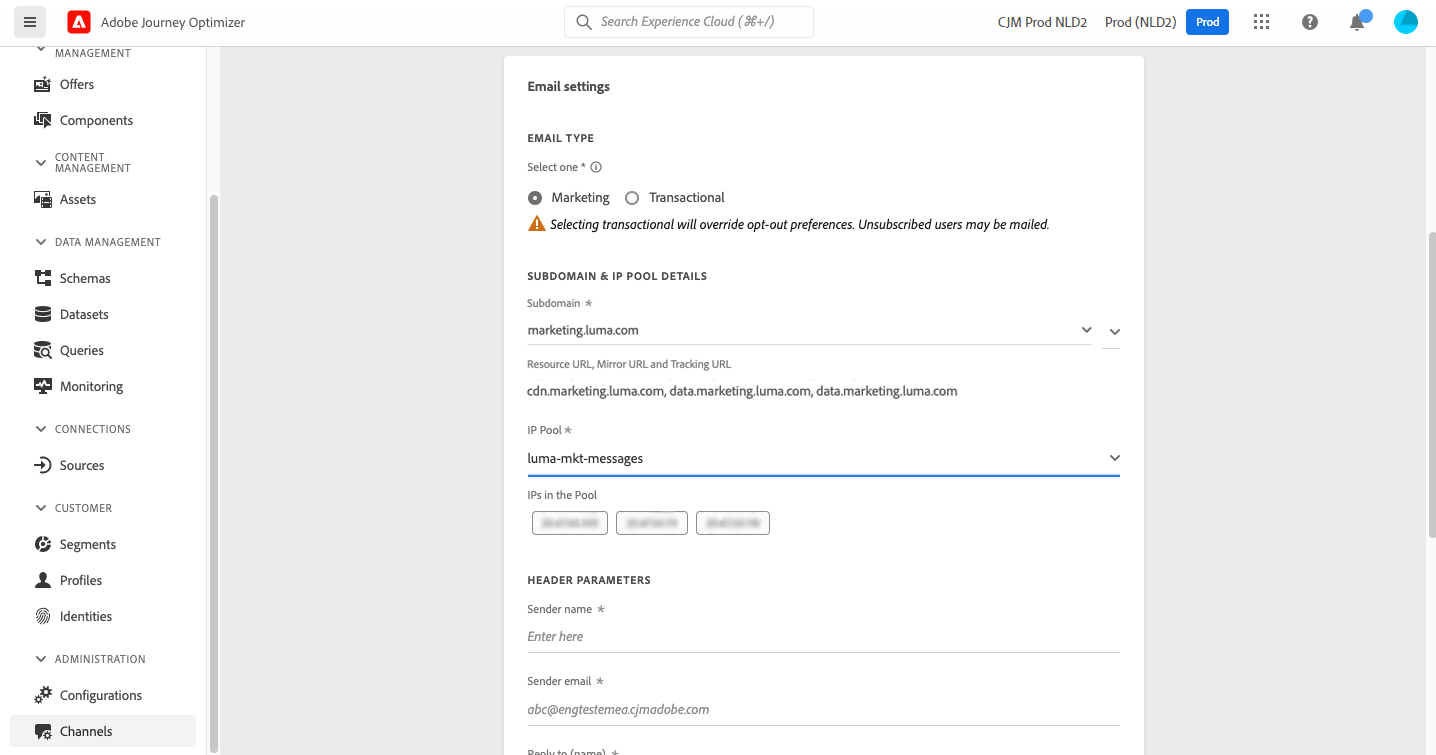 Adobe Journey Optimizer
Search Experience Cloud (⌘+/)
CJM Prod NLD2
Prod (NLD2)
Prod
MANAGEMENT
Offers
Components
CONTENT
MANAGEMENT
Assets
DATA MANAGEMENT
Schemas
Datasets
Queries
Monitoring
CONNECTIONS
Sources
CUSTOMER
Segments
Profiles
Identities
ADMINISTRATION
Configurations
Channels
Email settings
EMAIL TYPE
Select one *
Marketing
Transactional
Selecting transactional will override opt-out preferences. Unsubscribed users may be mailed.
SUBDOMAIN & IP POOL DETAILS
Subdomain *
marketing.luma.com
Resource URL, Mirror URL and Tracking URL
cdn.marketing.luma.com, data.marketing.luma.com, data.marketing.luma.com
IP Pool *
luma-mkt-messages
IPs in the Pool
HEADER PARAMETERS
Sender name *
Enter here
Sender email *
abc@engtestemea.cjmadobe.com
Reply to (name) *